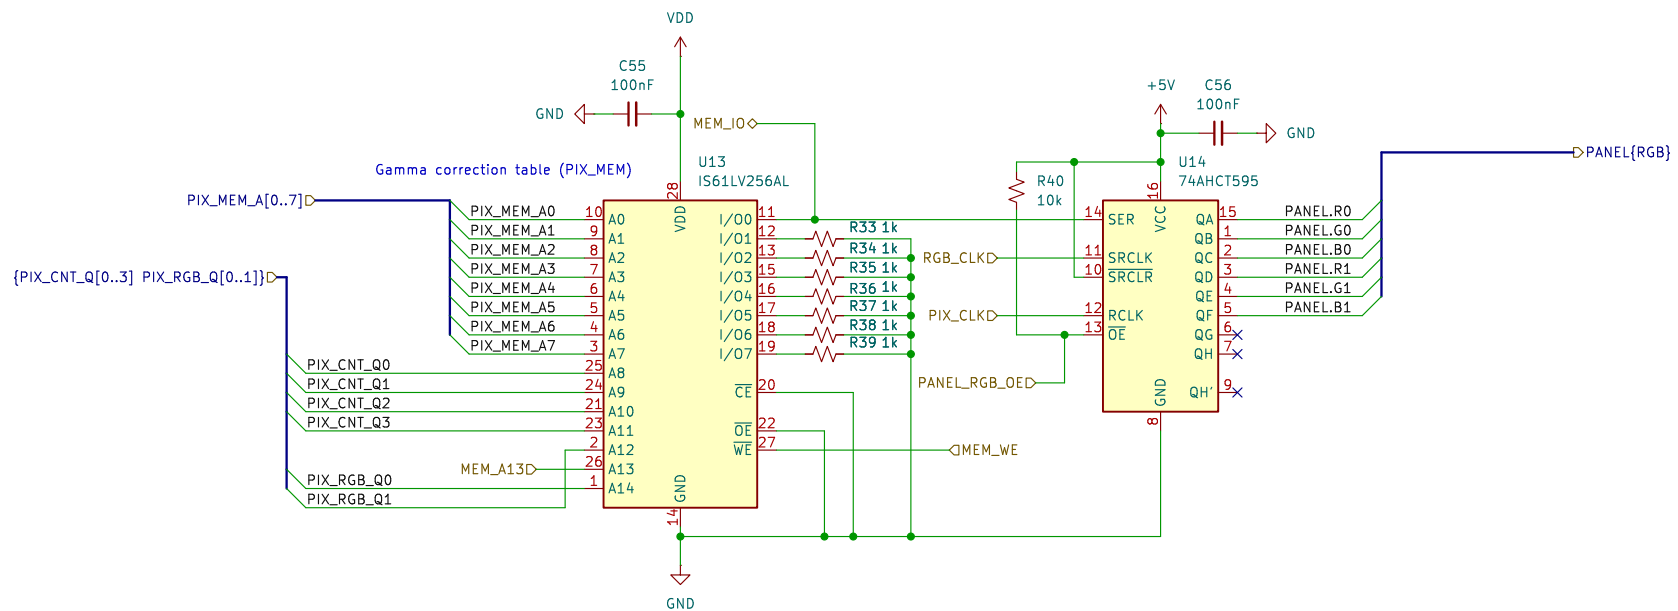 VDD
C55
100nF
GND
MEM_IO
+5V
C56
100nF
GND
PANEL{RGB}
Gamma correction table (PIX_MEM)
U13
IS61LV256AL
U14
74AHCT595
R40
10k
PIX_MEM_A[0..7]
{PIX_CNT_Q[0..3] PIX_RGB_Q[0..1]}
PIX_MEM_A0
PIX_MEM_A1
PIX_MEM_A2
PIX_MEM_A3
PIX_MEM_A4
PIX_MEM_A5
PIX_MEM_A6
PIX_MEM_A7
PIX_CNT_Q0
PIX_CNT_Q1
PIX_CNT_Q2
PIX_CNT_Q3
MEM_A13
PIX_RGB_Q0
PIX_RGB_Q1
28
VDD
10 A0
9 A1
8 A2
7 A3
6 A4
5 A5
4 A6
3 A7
25 A8
24 A9
21 A10
23 A11
2 A12
26 A13
1 A14
I/O0 11
I/O1 12
I/O2 13
I/O3 15
I/O4 16
I/O5 17
I/O6 18
I/O7 19
CE 20
OE 22
WE 27
GND
14
GND
R33 1k
R34 1k
R35 1k
R36 1k
R37 1k
R38 1k
R39 1k
RGB_CLK
PIX_CLK
PANEL_RGB_OE
MEM_WE
16
VCC
14 SER
11 SRCLK
10 SRCLR
12 RCLK
13 OE
QA 15
QB 1
QC 2
QD 3
QE 4
QF 5
QG 6
QH 7
QH' 9
GND
8
PANEL.R0
PANEL.G0
PANEL.B0
PANEL.R1
PANEL.G1
PANEL.B1